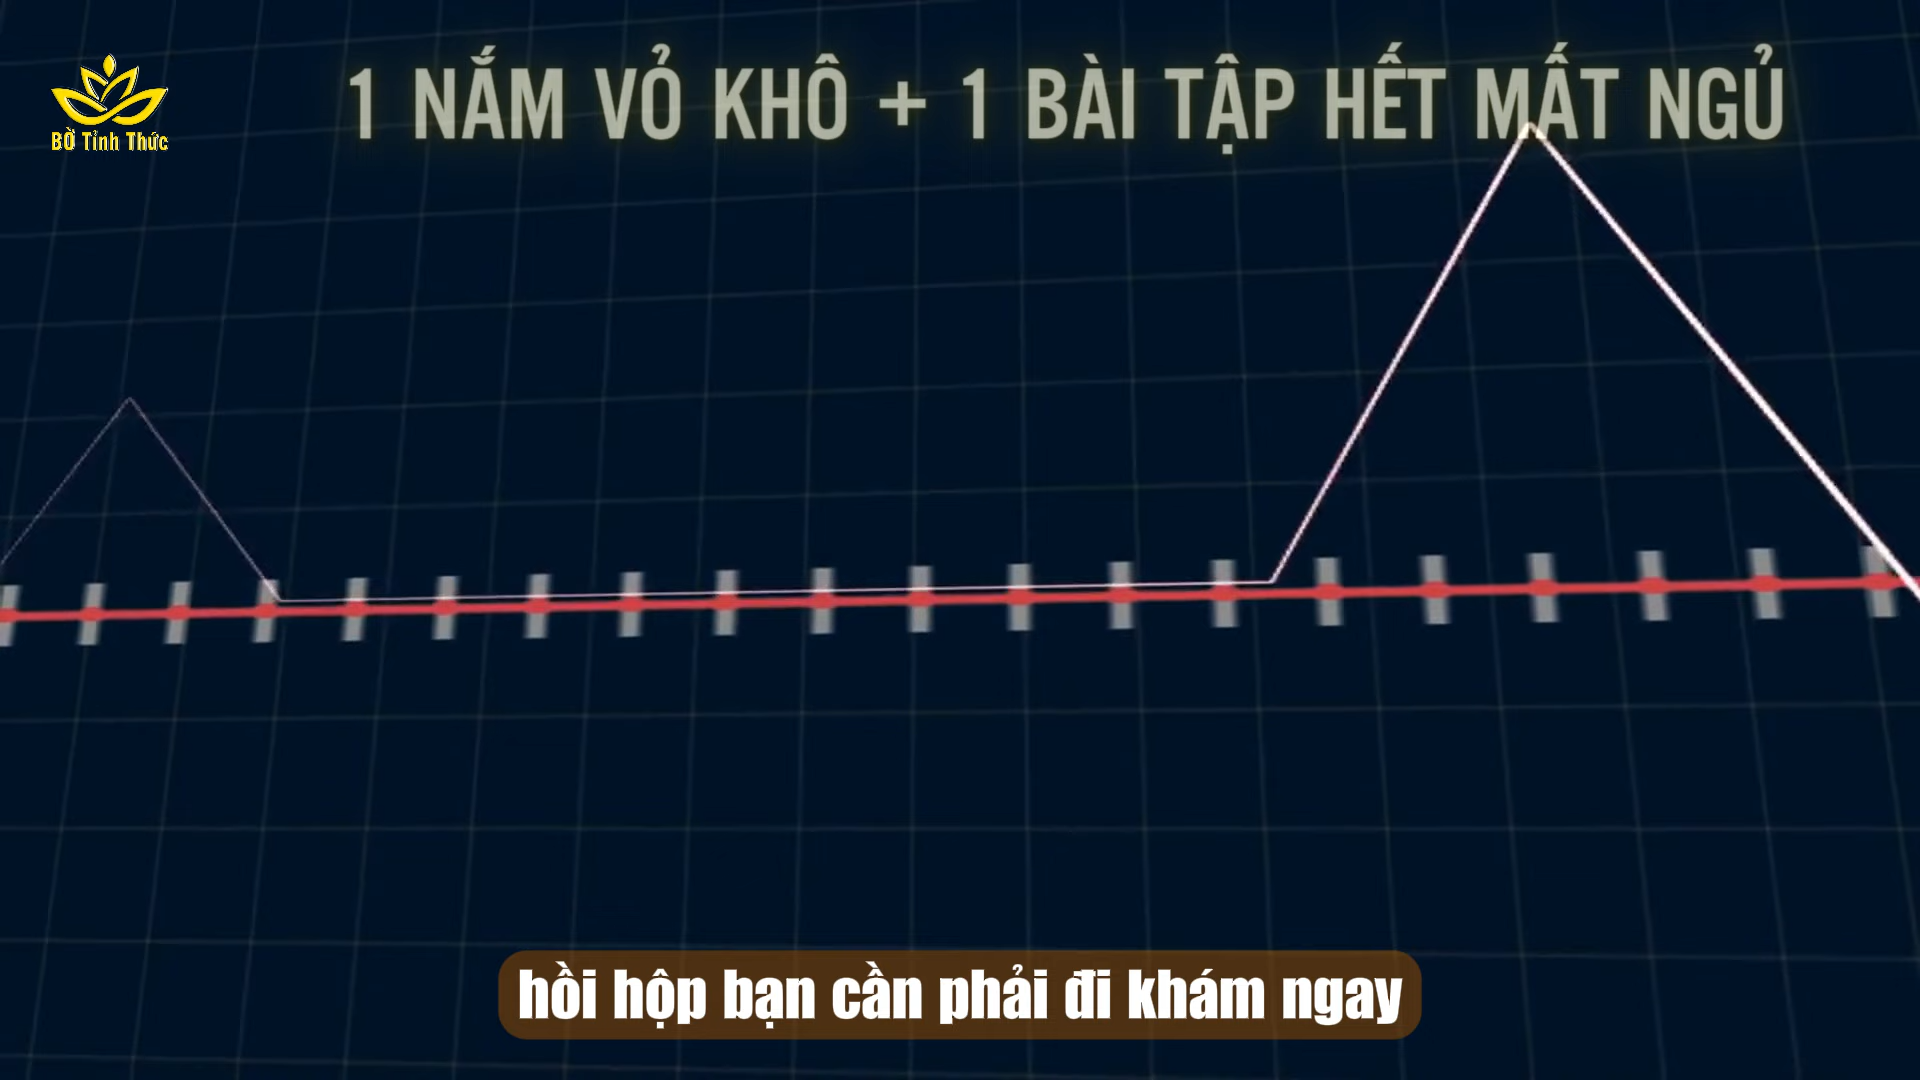 1 NẮM VỎ KHÔ + 1 BÀI TẬP HẾT MẤT NGỦ
BỜ Tỉnh Thức
hồi hộp bạn cần phải đi khám ngay